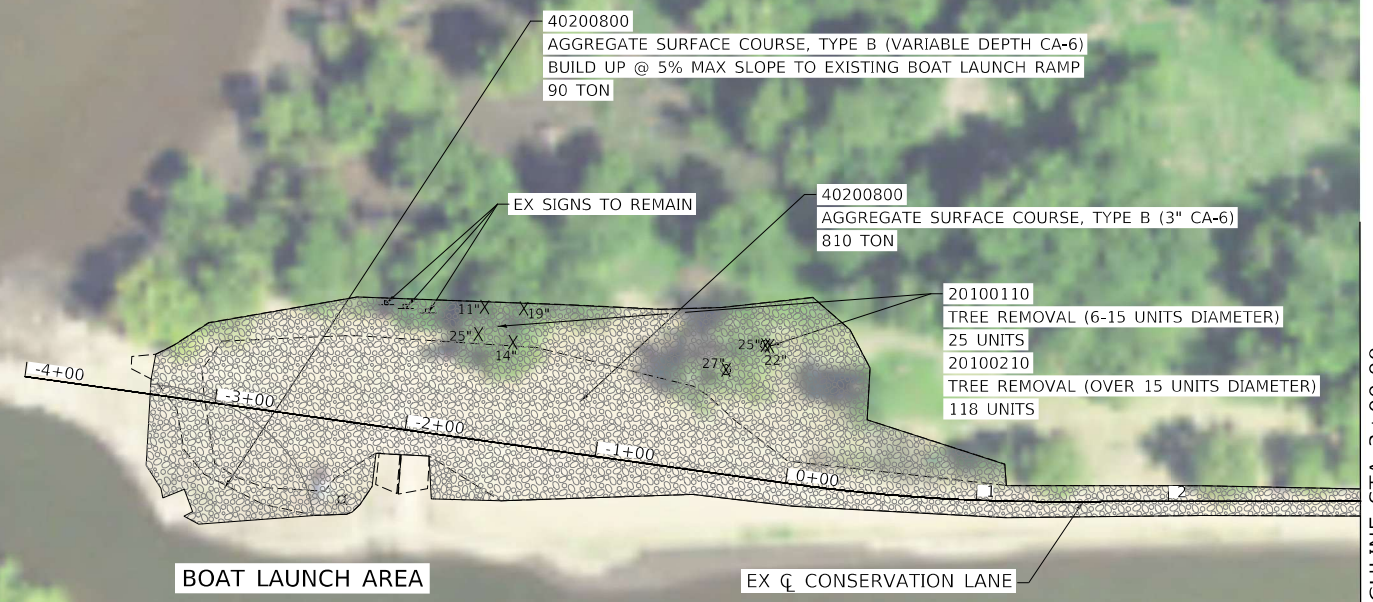 40200800
AGGREGATE SURFACE COURSE, TYPE B (VARIABLE DEPTH CA-6)
BUILD UP @ 5% MAX SLOPE TO EXISTING BOAT LAUNCH RAMP
90 TON
EX SIGNS TO REMAIN
40200800
AGGREGATE SURFACE COURSE, TYPE B (3" CA-6)
810 TON
20100110
TREE REMOVAL (6-15 UNITS DIAMETER)
25 UNITS
20100210
TREE REMOVAL (OVER 15 UNITS DIAMETER)
118 UNITS
11"
19"
25"
14"
25"
22"
27"
-4+00
-3+00
-2+00
-1+00
0+00
1
2
BOAT LAUNCH AREA
EX ℄ CONSERVATION LANE